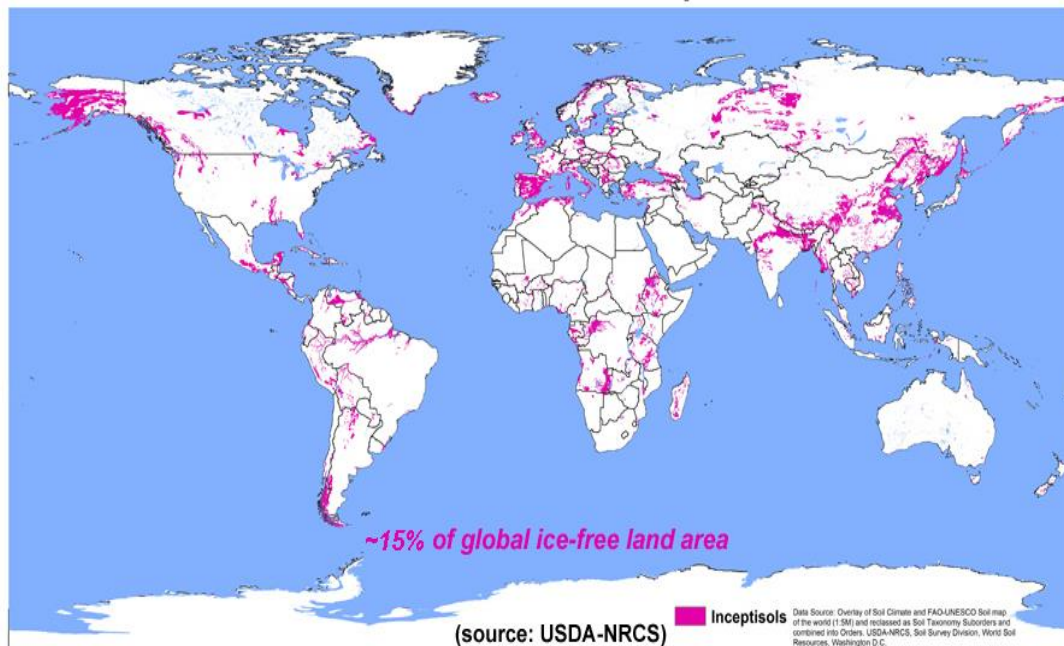 ~15% of global ice-free land area
(source: USDA-NRCS)
Inceptisols
Data Source: Overlay of Soil Climate and FAO-UNESCO Soil map
of the world (1:5M) and reclassed as Soil Taxonomy Suborders and
combined into Orders. USDA-NRCS, Soil Survey Division, World Soil
Resources, Washington D.C.